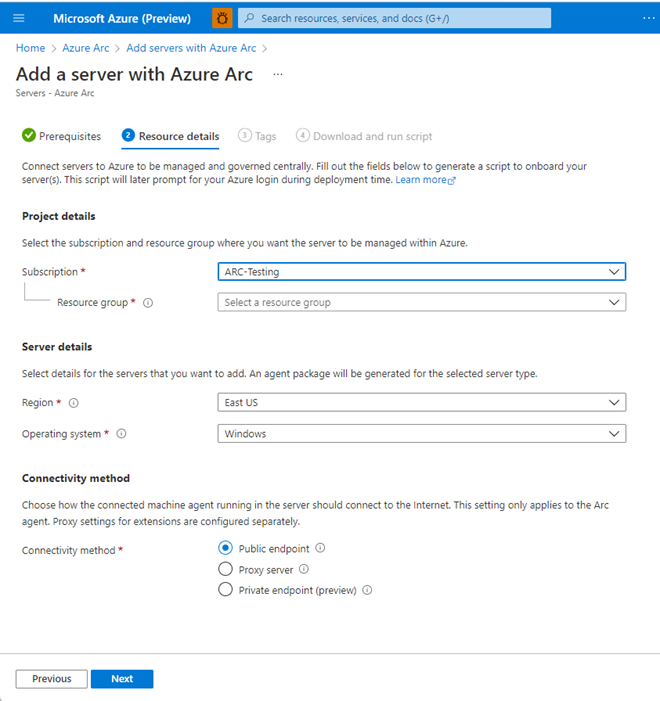 Microsoft Azure (Preview)
Search resources, services, and docs (G+/)
Home > Azure Arc > Add servers with Azure Arc >
Add a server with Azure Arc ...
Servers - Azure Arc
Prerequisites 2 Resource details 3 Tags 4 Download and run script
Connect servers to Azure to be managed and governed centrally. Fill out the fields below to generate a script to onboard your
server(s). This script will later prompt for your Azure login during deployment time. Learn more
Project details
Select the subscription and resource group where you want the server to be managed within Azure.
Subscription * ARC-Testing
Resource group * Select a resource group
Server details
Select details for the servers that you want to add. An agent package will be generated for the selected server type.
Region * East US
Operating system * Windows
Connectivity method
Choose how the connected machine agent running in the server should connect to the Internet. This setting only applies to the Arc
agent. Proxy settings for extensions are configured separately.
Connectivity method * Public endpoint
Proxy server
Private endpoint (preview)
Previous Next